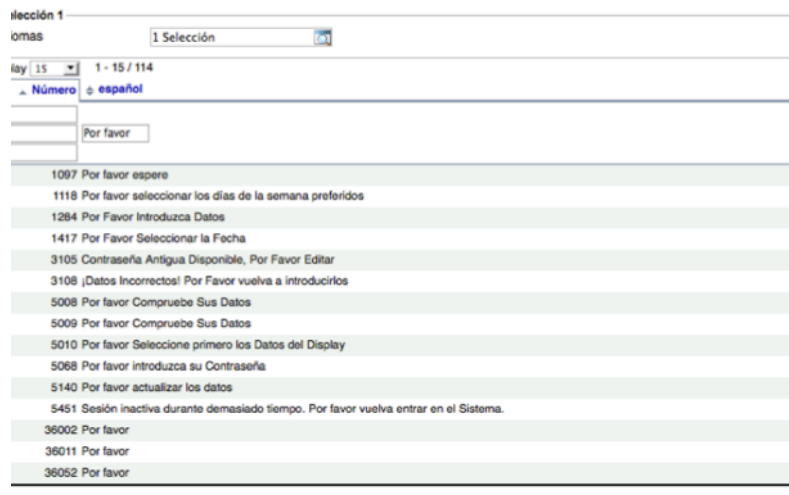 elección 1
iomas 1 Selección
lay 15 1 - 15 / 114
Número español
Por favor
1097 Por favor espere
1118 Por favor seleccionar los días de la semana preferidos
1284 Por Favor Introduzca Datos
1417 Por Favor Seleccionar la Fecha
3105 Contraseña Antigua Disponible, Por Favor Editar
3108 ¡Datos Incorrectos! Por Favor vuelva a introducirlos
5008 Por favor Compruebe Sus Datos
5009 Por favor Compruebe Sus Datos
5010 Por favor Seleccione primero los Datos del Display
5068 Por favor introduzca su Contraseña
5140 Por favor actualizar los datos
5451 Sesión inactiva durante demasiado tiempo. Por favor vuelva entrar en el Sistema.
36002 Por favor
36011 Por favor
36052 Por favor